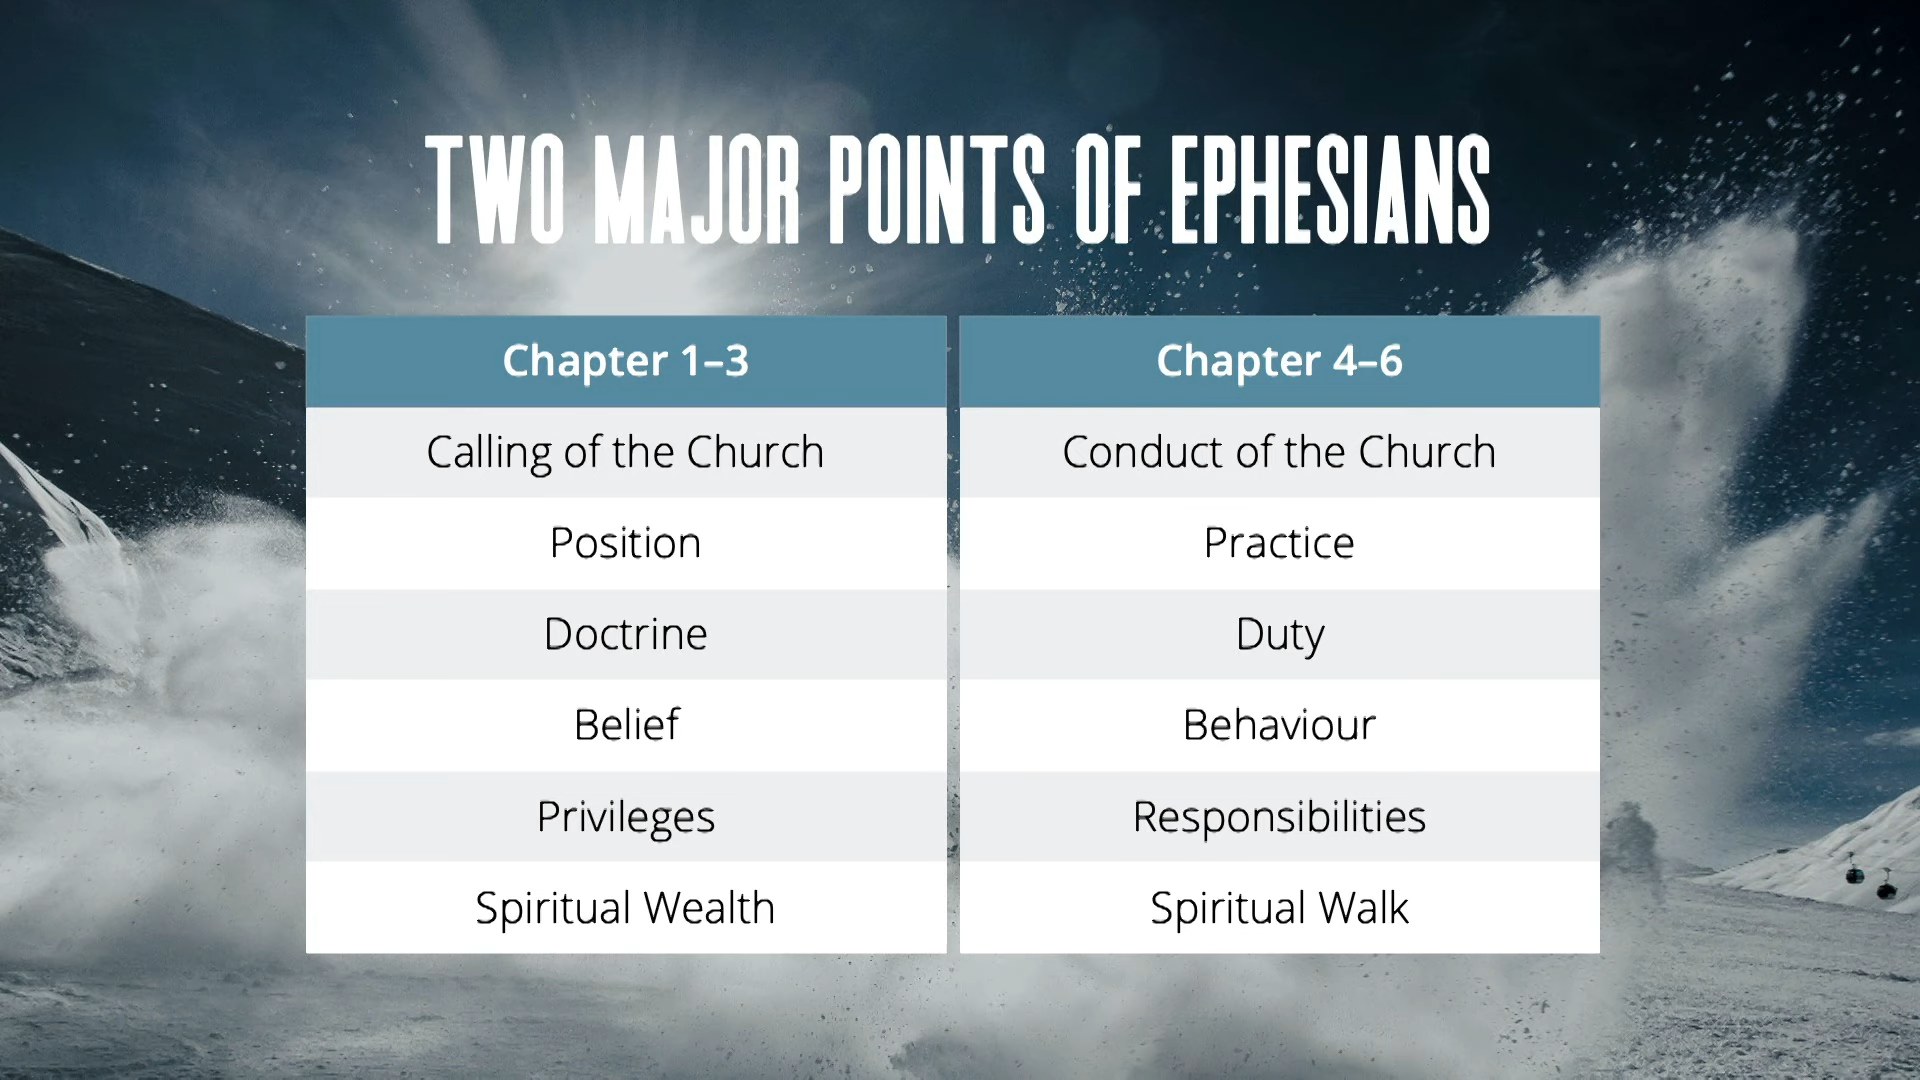 TWO MAJOR POINTS OF EPHESIANS
Chapter 1–3 Chapter 4–6
Calling of the Church Conduct of the Church
Position Practice
Doctrine Duty
Belief Behaviour
Privileges Responsibilities
Spiritual Wealth Spiritual Walk